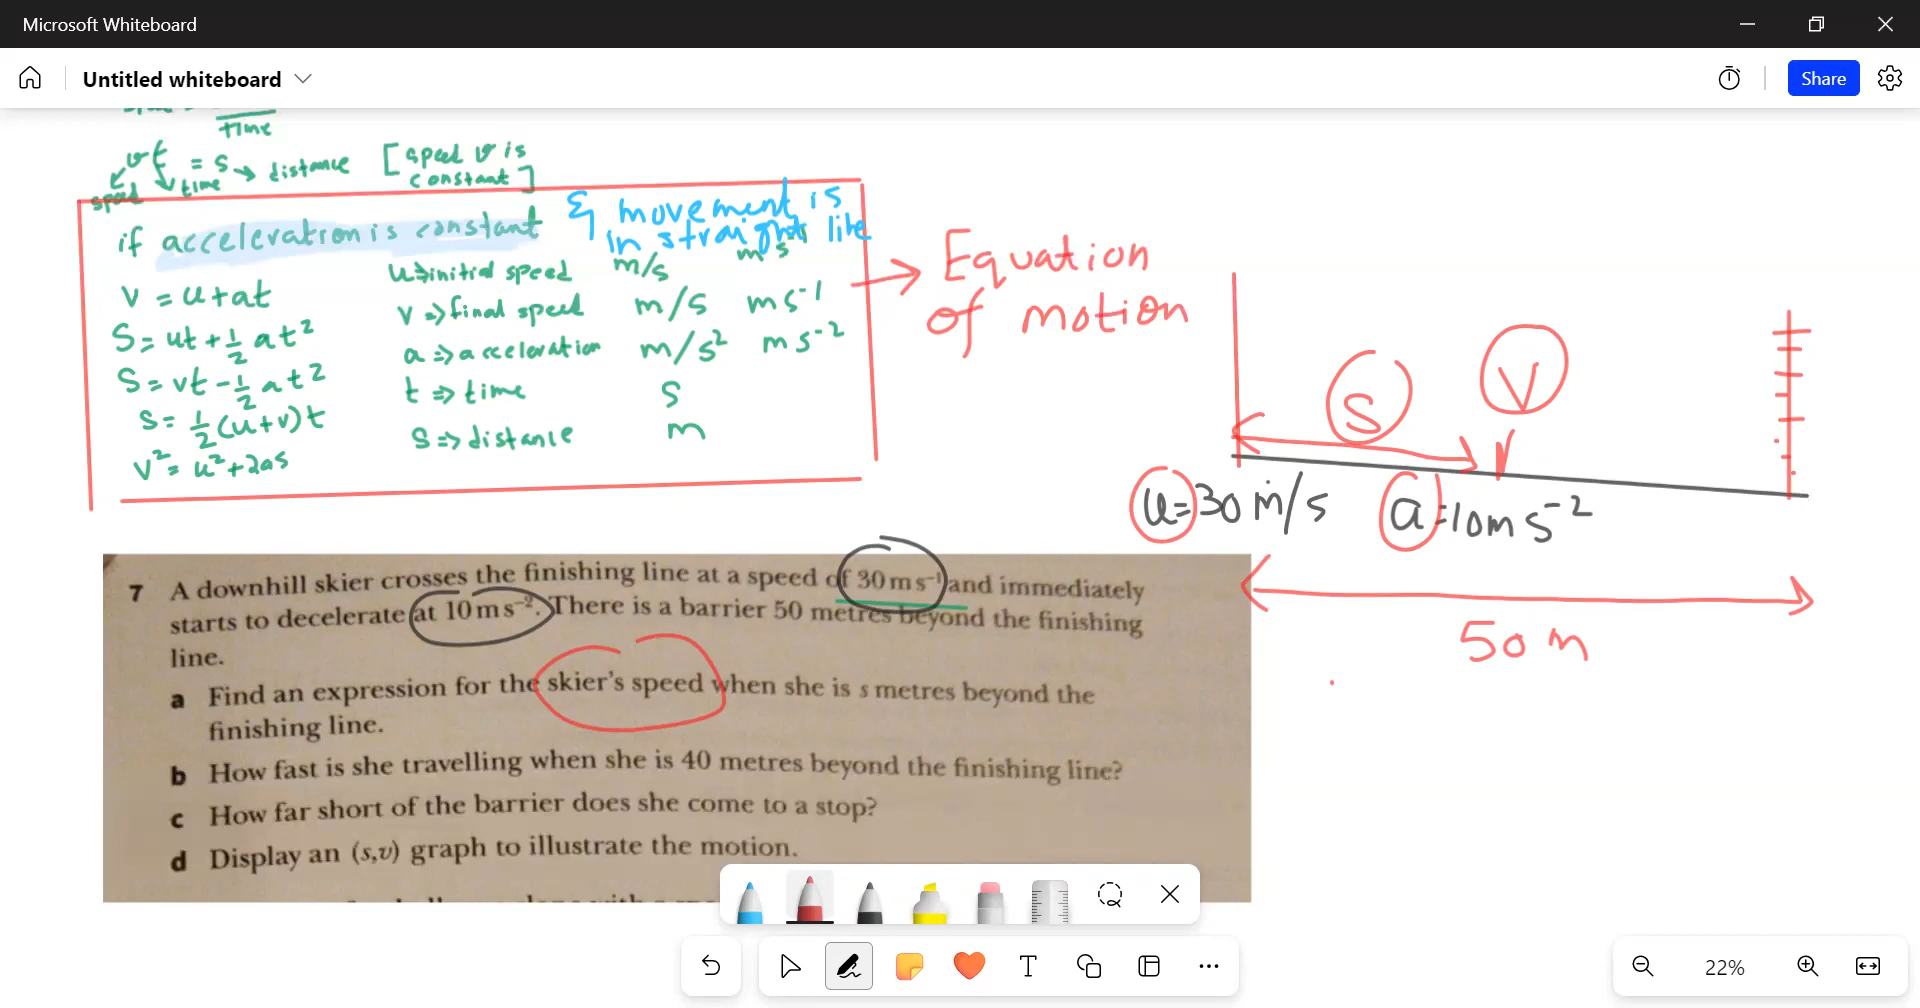 Microsoft Whiteboard
Untitled whiteboard
Share
time
vt = s → distance [speed v is constant]
speed time
if acceleration is constant & movement is in straight line
v = u+at
S = ut + 1/2 at²
S = vt - 1/2 at²
s = 1/2 (u+v)t
v² = u² + 2as
u ⇒ initial speed m/s ms⁻¹
v ⇒ final speed m/s ms⁻¹
a ⇒ acceleration m/s² ms⁻²
t ⇒ time s
s ⇒ distance m
→ Equation of motion
S V
u = 30 m/s a = 10 m s⁻²
50 m
7 A downhill skier crosses the finishing line at a speed of 30 m s⁻¹ and immediately
starts to decelerate at 10 m s⁻². There is a barrier 50 metres beyond the finishing
line.
a Find an expression for the skier's speed when she is s metres beyond the
finishing line.
b How fast is she travelling when she is 40 metres beyond the finishing line?
c How far short of the barrier does she come to a stop?
d Display an (s,v) graph to illustrate the motion.
22%